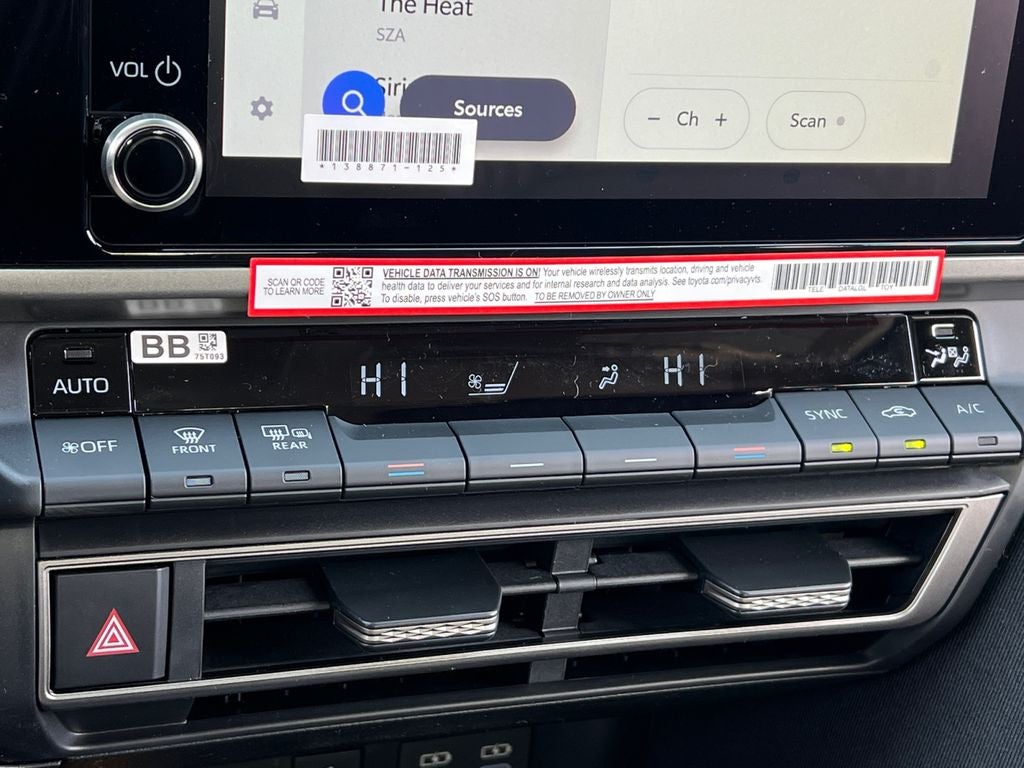 The Heat
SZA
VOL
Siri
Sources
− Ch +
Scan
*138871-125*
SCAN QR CODE
TO LEARN MORE
VEHICLE DATA TRANSMISSION IS ON! Your vehicle wirelessly transmits location, driving and vehicle
health data to deliver your services and for internal research and data analysis. See toyota.com/privacyvts.
To disable, press vehicle's SOS button. TO BE REMOVED BY OWNER ONLY
TELE DATALGL TOY
AUTO
BB
75T093
HI
HI
OFF
FRONT
REAR
SYNC
A/C